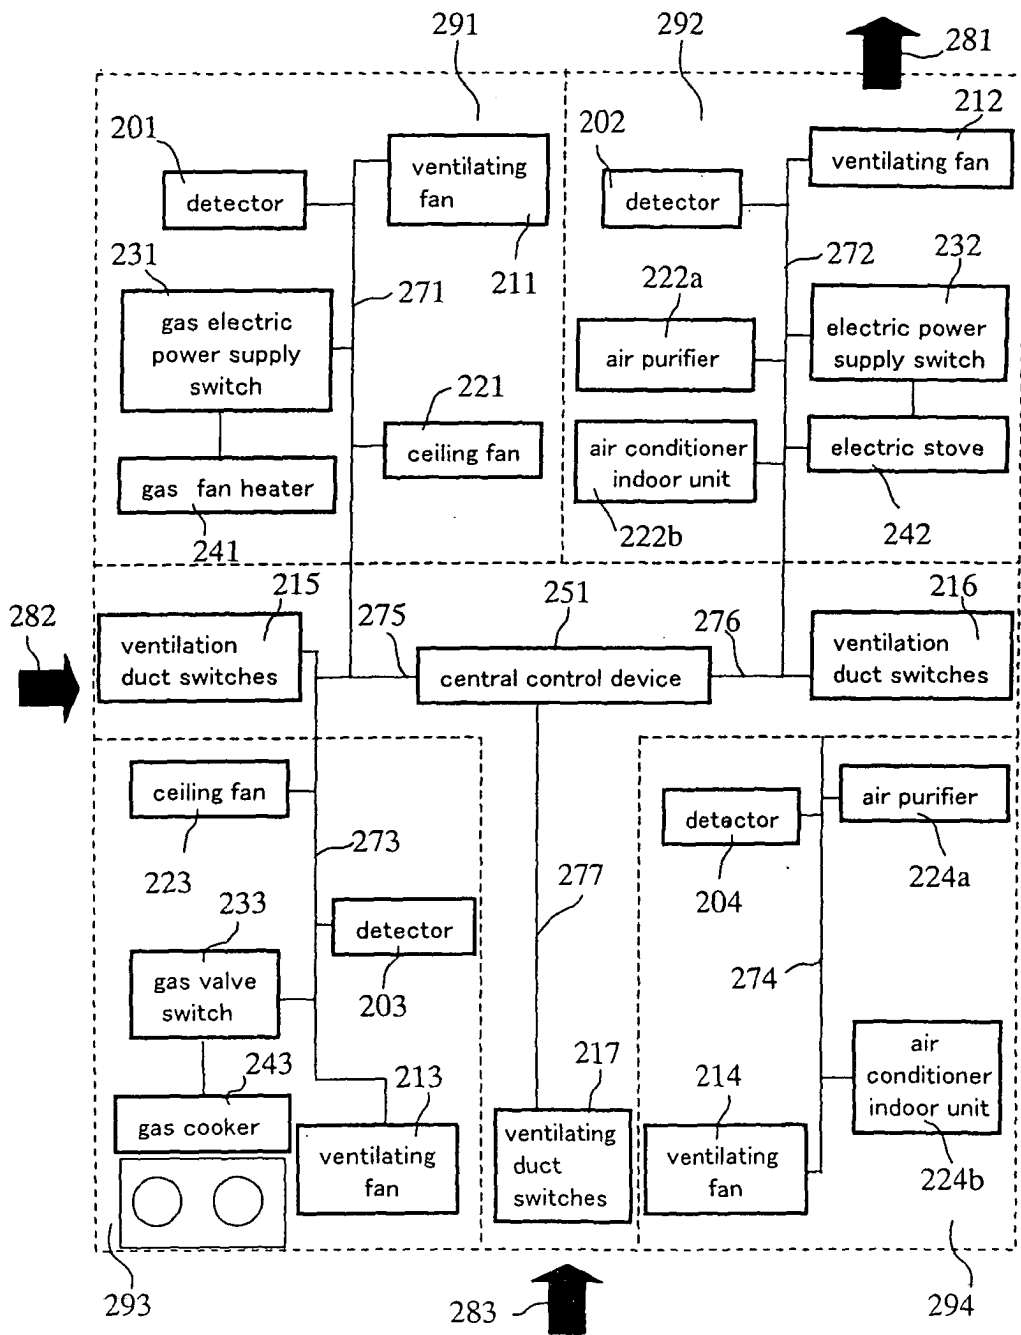 291
292
281
201
ventilating
fan
202
212
ventilating fan
detector
detector
231
271
211
272
232
222a
gas electric
power supply
switch
air purifier
electric power
supply switch
221
ceiling fan
air conditioner
indoor unit
electric stove
gas fan heater
241
222b
242
215
251
216
282
275
276
ventilation
duct switches
central control device
ventilation
duct switches
ceiling fan
air purifier
detector
273
223
204
224a
277
233
detector
gas valve
switch
203
274
243
213
217
214
air
conditioner
indoor unit
gas cooker
ventilating
fan
ventilating
duct
switches
ventilating
fan
224b
293
283
294